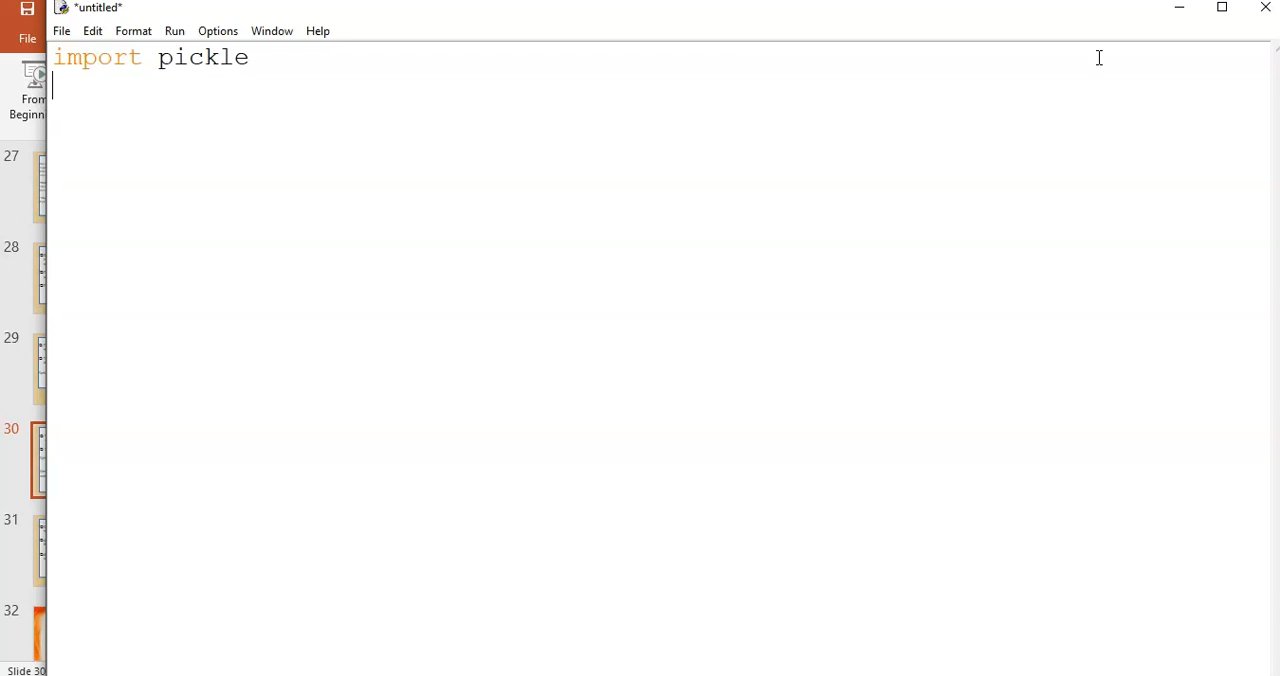 *untitled*
File Edit Format Run Options Window Help
import pickle
File
From
Beginn
27
28
29
30
31
32
Slide 30